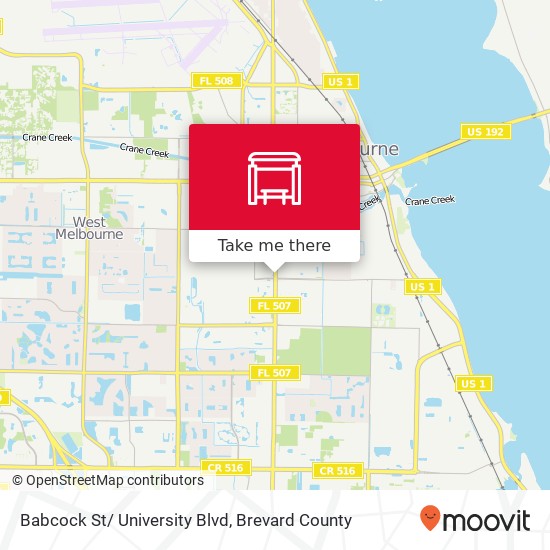 FL 508
US 1
US 192
Crane Creek
Crane Creek
urne
Crane Creek
Creek
West
Melbourne
Take me there
US 1
FL 507
FL 507
US 1
CR 516
CR 516
© OpenStreetMap contributors
Babcock St/ University Blvd, Brevard County
moovit